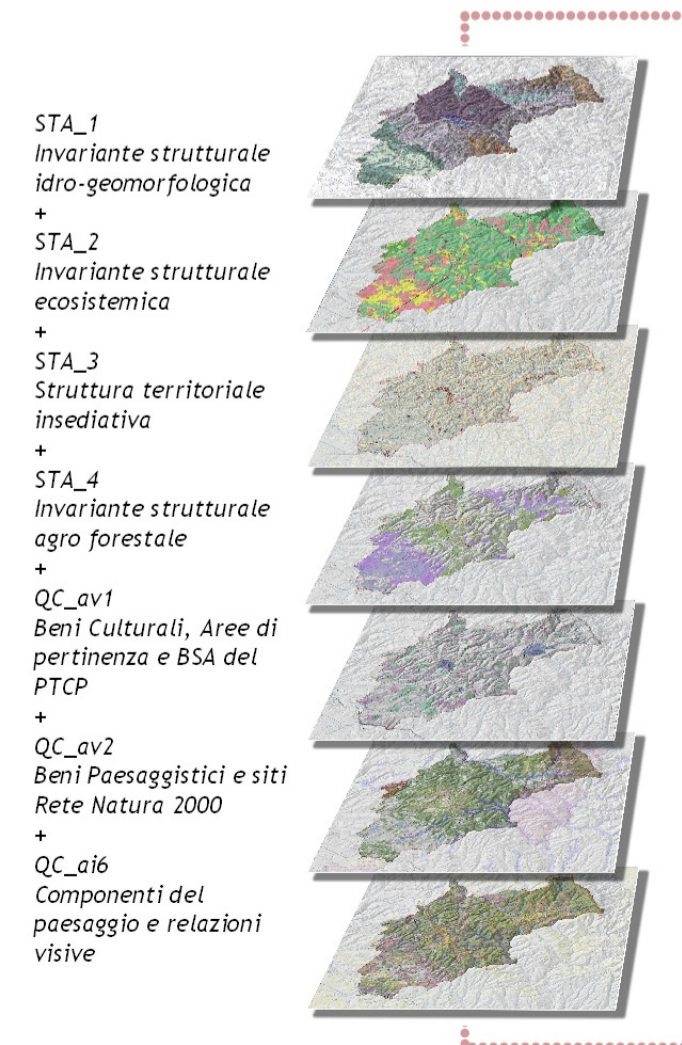 STA_1
Invariante strutturale
idro-geomorfologica
+
STA_2
Invariante strutturale
ecosistemica
+
STA_3
Struttura territoriale
insediativa
+
STA_4
Invariante strutturale
agro forestale
+
QC_av1
Beni Culturali, Aree di
pertinenza e BSA del
PTCP
+
QC_av2
Beni Paesaggistici e siti
Rete Natura 2000
+
QC_ai6
Componenti del
paesaggio e relazioni
visive